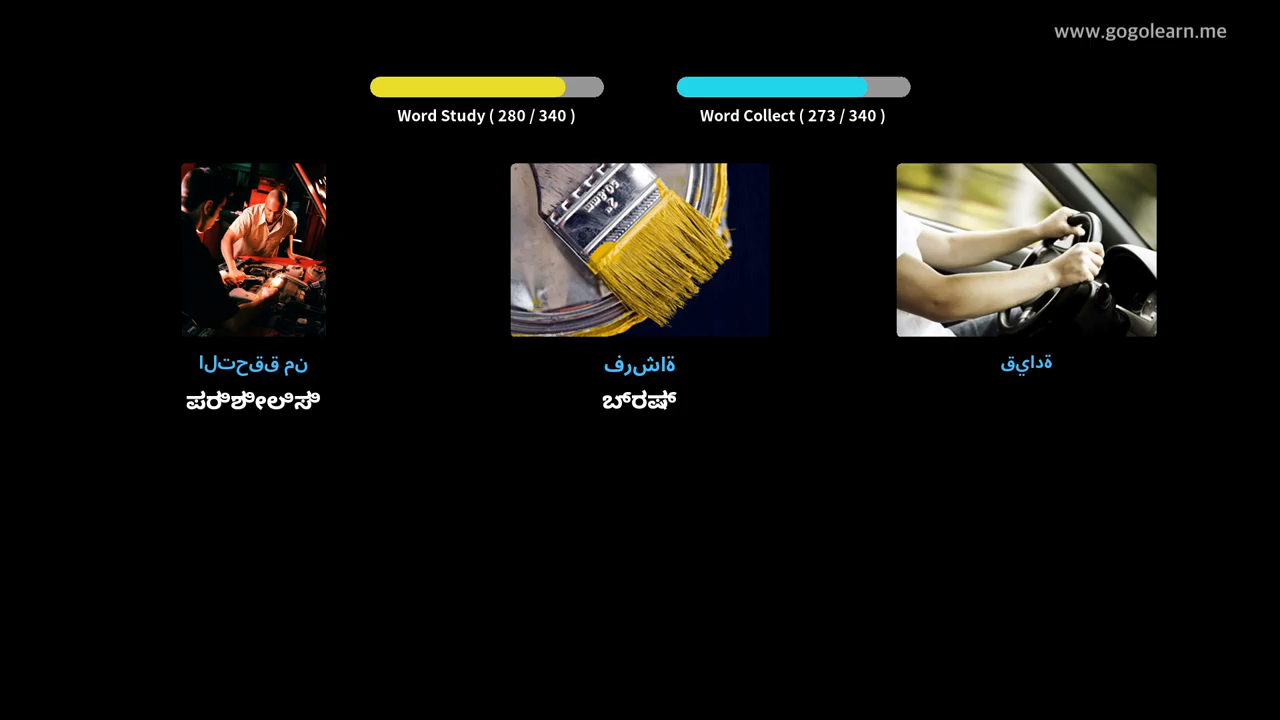 www.gogolearn.me
Word Study ( 280 / 340 )
Word Collect ( 273 / 340 )
التحقق من
فرشاة
قيادة
ಪರಿಶೀಲಿಸಿ
ಬ್ರಷ್